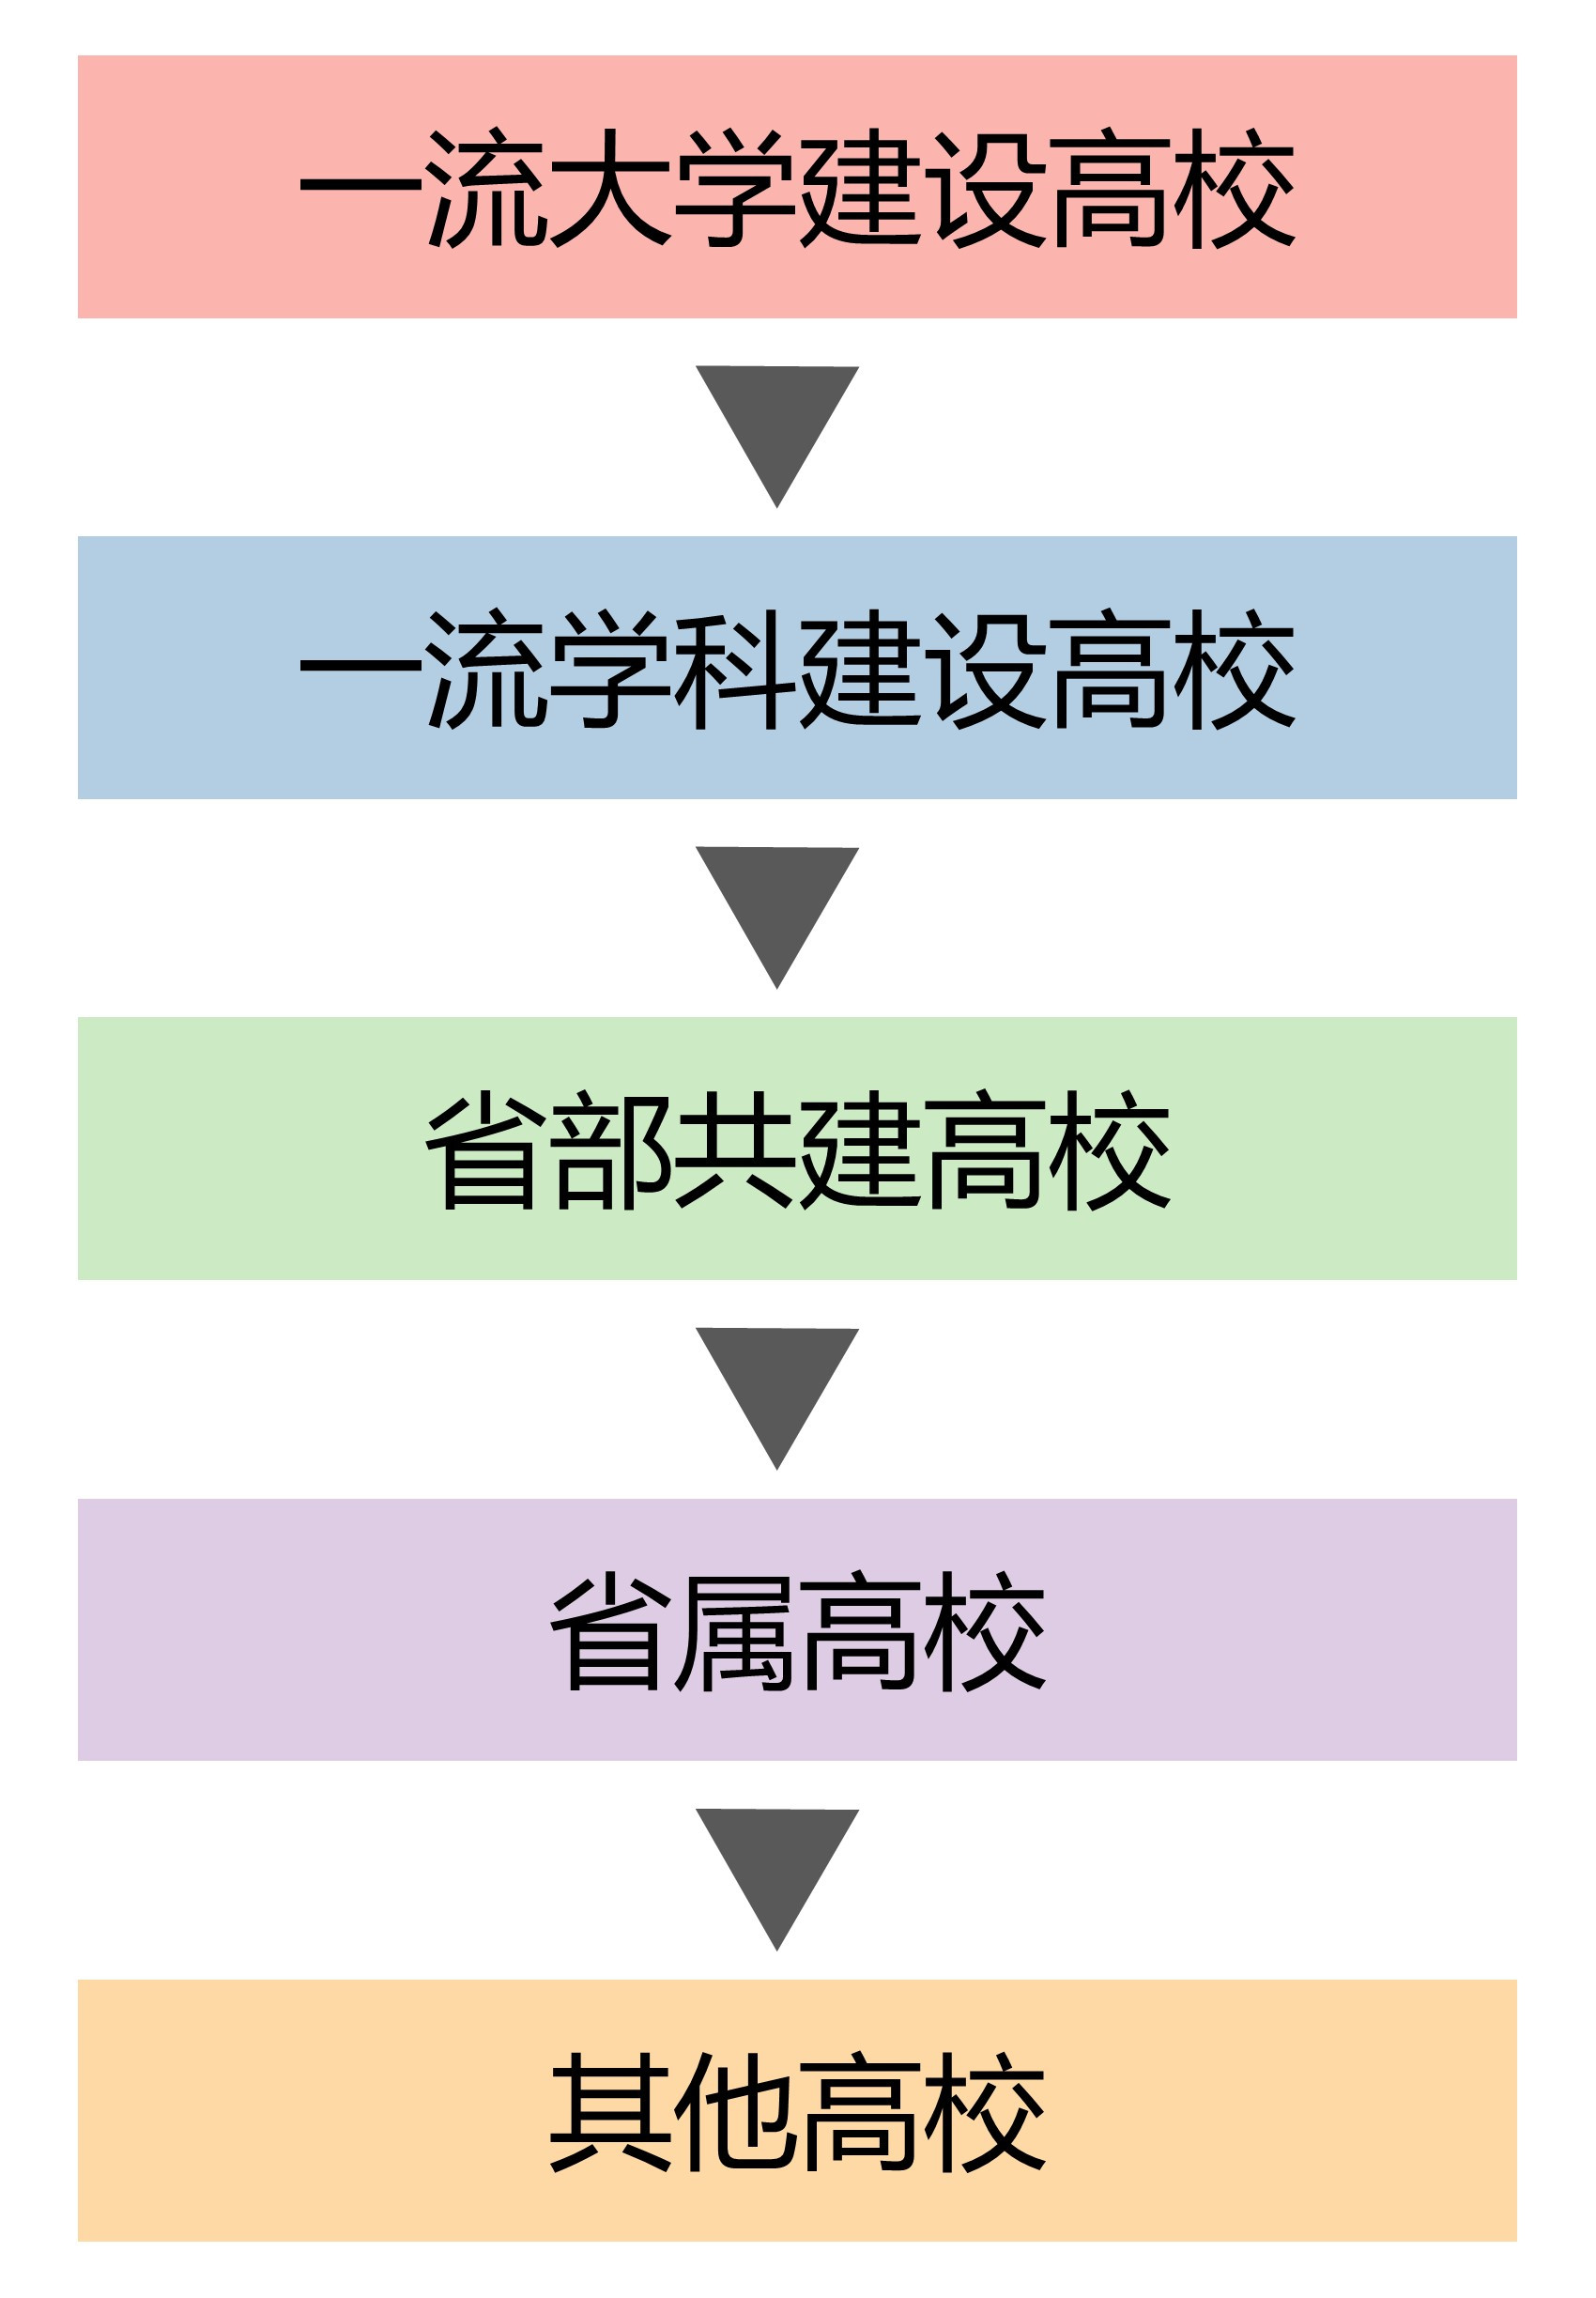 一流大学建设高校
一流学科建设高校
省部共建高校
省属高校
其他高校